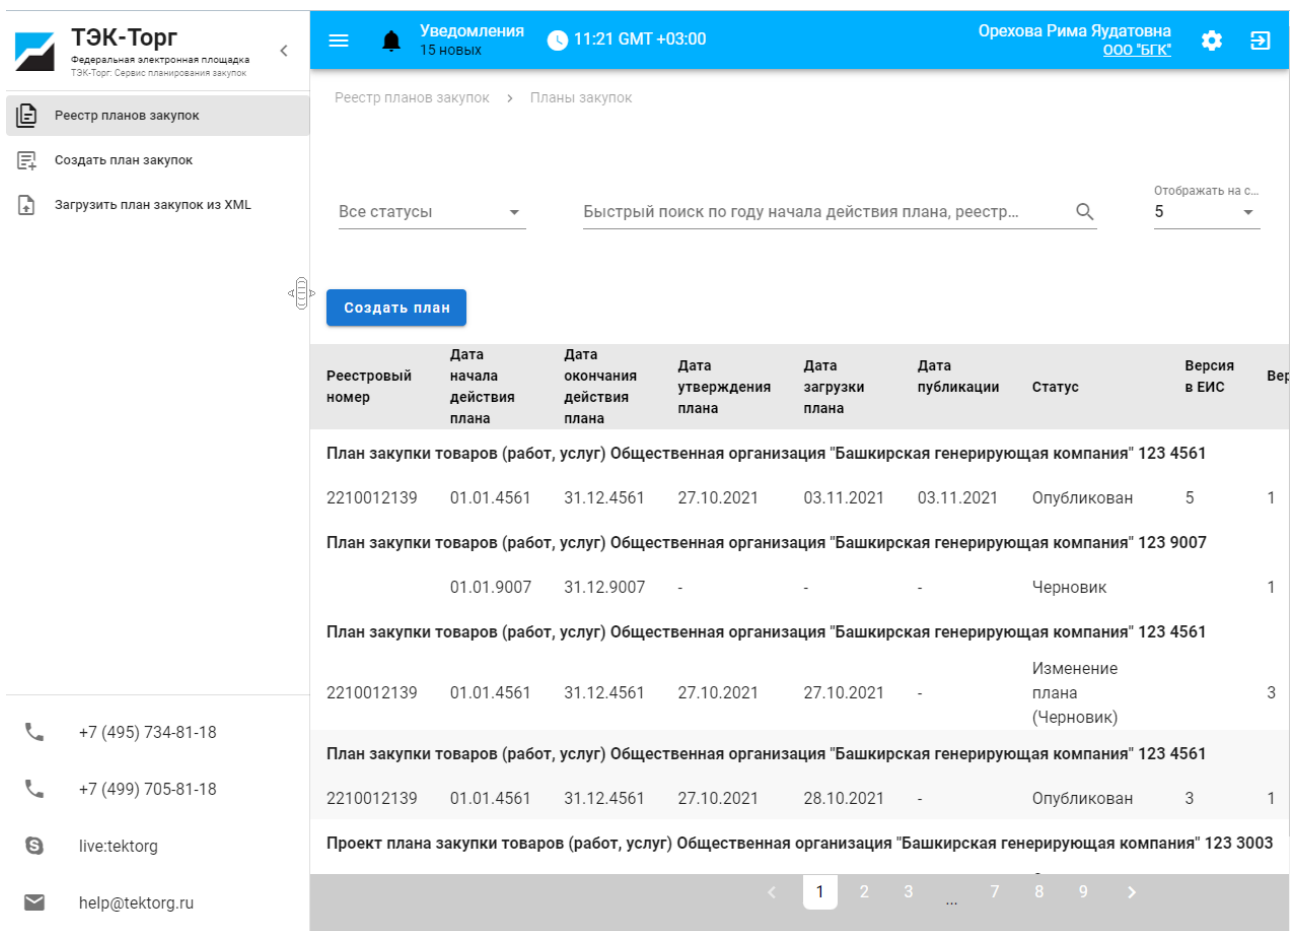 ТЭК-Торг
Федеральная электронная площадка
ТЭК-Торг: Сервис планирования закупок
Реестр планов закупок
Создать план закупок
Загрузить план закупок из XML
+7 (495) 734-81-18
+7 (499) 705-81-18
live:tektorg
help@tektorg.ru
Уведомления
15 новых
11:21 GMT +03:00
Орехова Рима Яудатовна
ООО "БГК"
Реестр планов закупок > Планы закупок
Все статусы
Быстрый поиск по году начала действия плана, реестр...
Отображать на с...
5
Создать план
Реестровый номер Дата начала действия плана Дата окончания действия плана Дата утверждения плана Дата загрузки плана Дата публикации Статус Версия в ЕИС Вер
План закупки товаров (работ, услуг) Общественная организация "Башкирская генерирующая компания" 123 4561
2210012139 01.01.4561 31.12.4561 27.10.2021 03.11.2021 03.11.2021 Опубликован 5 1
План закупки товаров (работ, услуг) Общественная организация "Башкирская генерирующая компания" 123 9007
01.01.9007 31.12.9007 - - - Черновик 1
План закупки товаров (работ, услуг) Общественная организация "Башкирская генерирующая компания" 123 4561
2210012139 01.01.4561 31.12.4561 27.10.2021 27.10.2021 - Изменение плана (Черновик) 3
План закупки товаров (работ, услуг) Общественная организация "Башкирская генерирующая компания" 123 4561
2210012139 01.01.4561 31.12.4561 27.10.2021 28.10.2021 - Опубликован 3 1
Проект плана закупки товаров (работ, услуг) Общественная организация "Башкирская генерирующая компания" 123 3003
< 1 2 3 ... 7 8 9 >